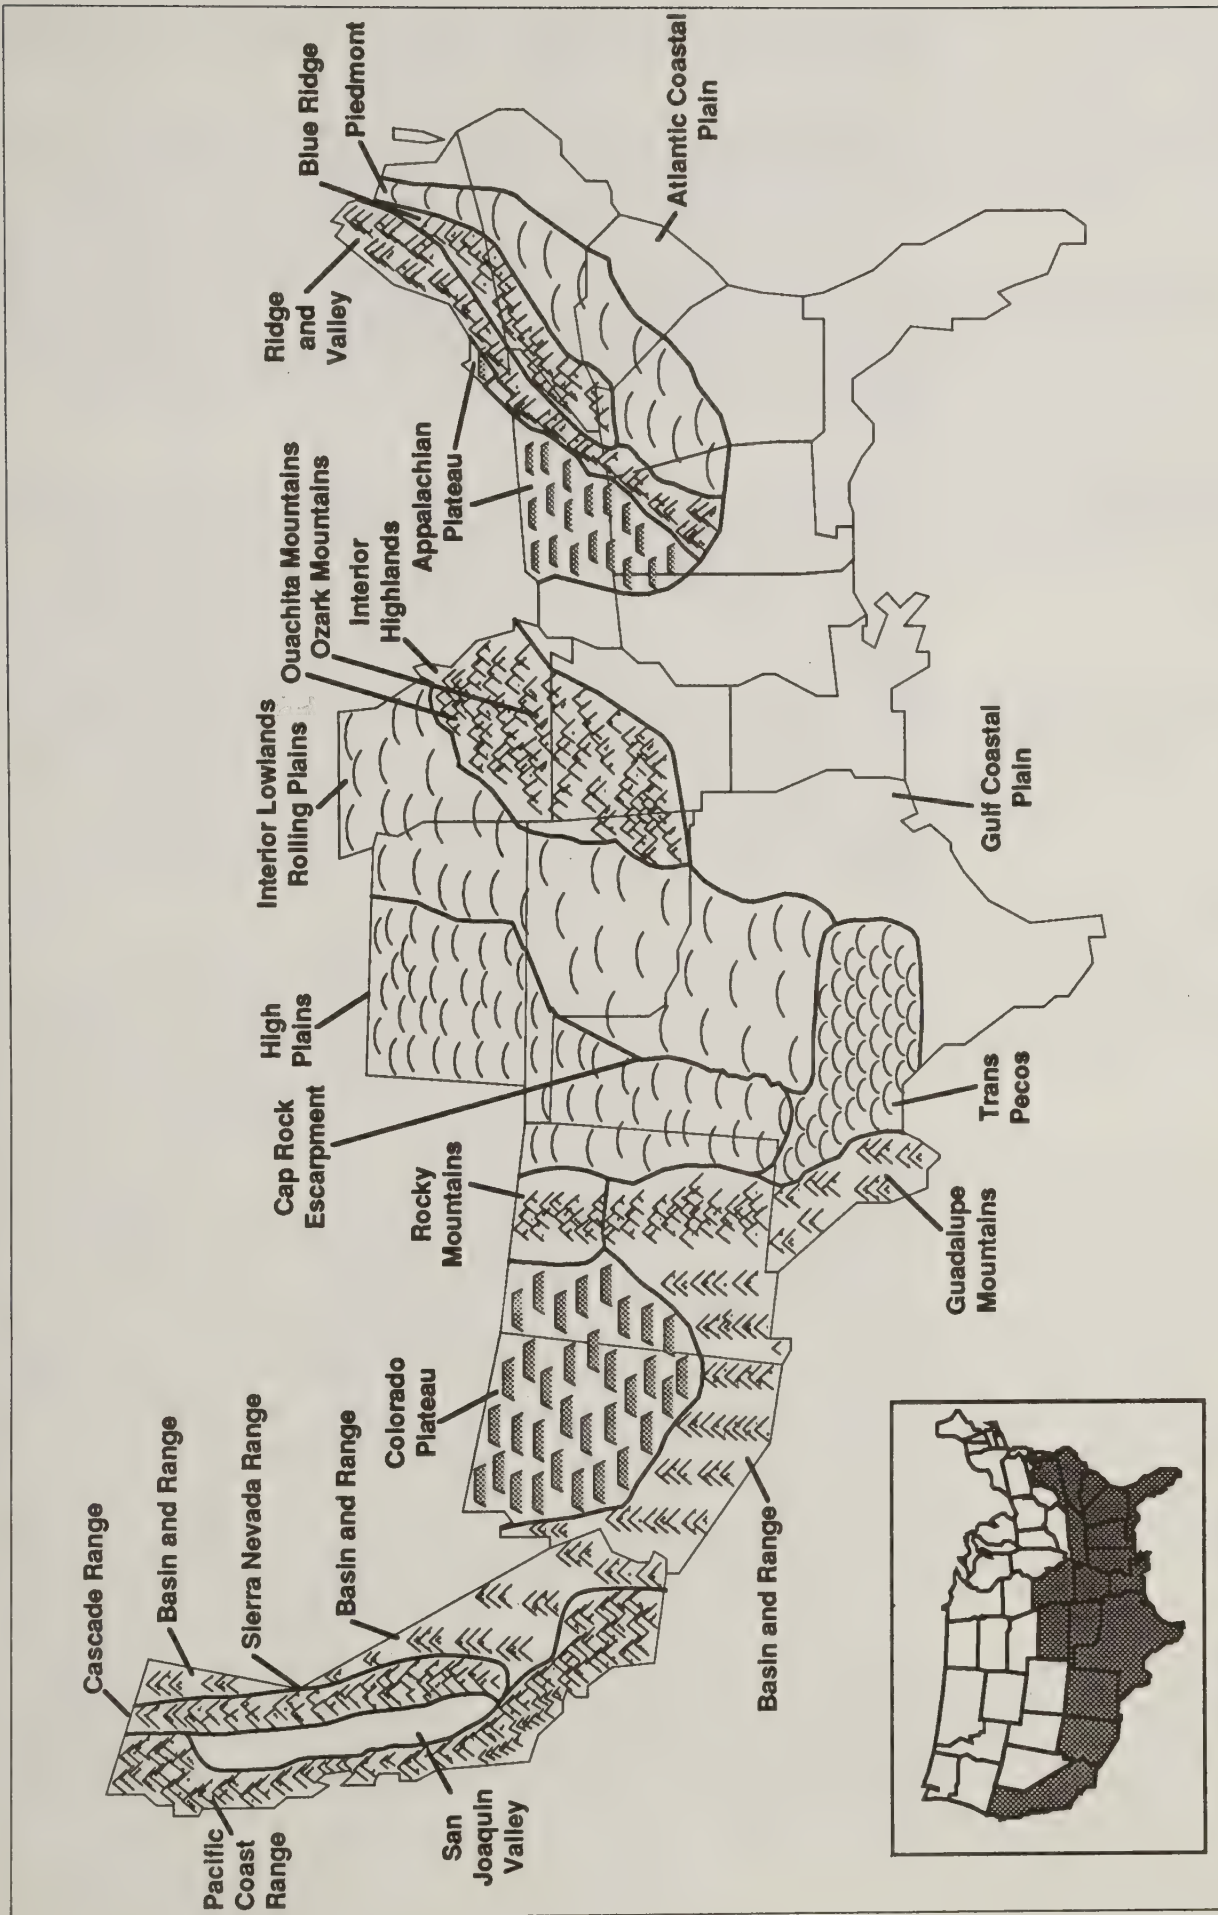 Cascade Range
Basin and Range
Sierra Nevada Range
Basin and Range
Pacific
Coast
Range
San
Joaquin
Valley
Colorado
Plateau
Basin and Range
Rocky
Mountains
Guadalupe
Mountains
Cap Rock
Escarpment
High
Plains
Trans
Pecos
Interior Lowlands
Rolling Plains
Ouachita Mountains
Ozark Mountains
Interior
Highlands
Gulf Coastal
Plain
Appalachian
Plateau
Ridge
and
Valley
Blue Ridge
Piedmont
Atlantic Coastal
Plain